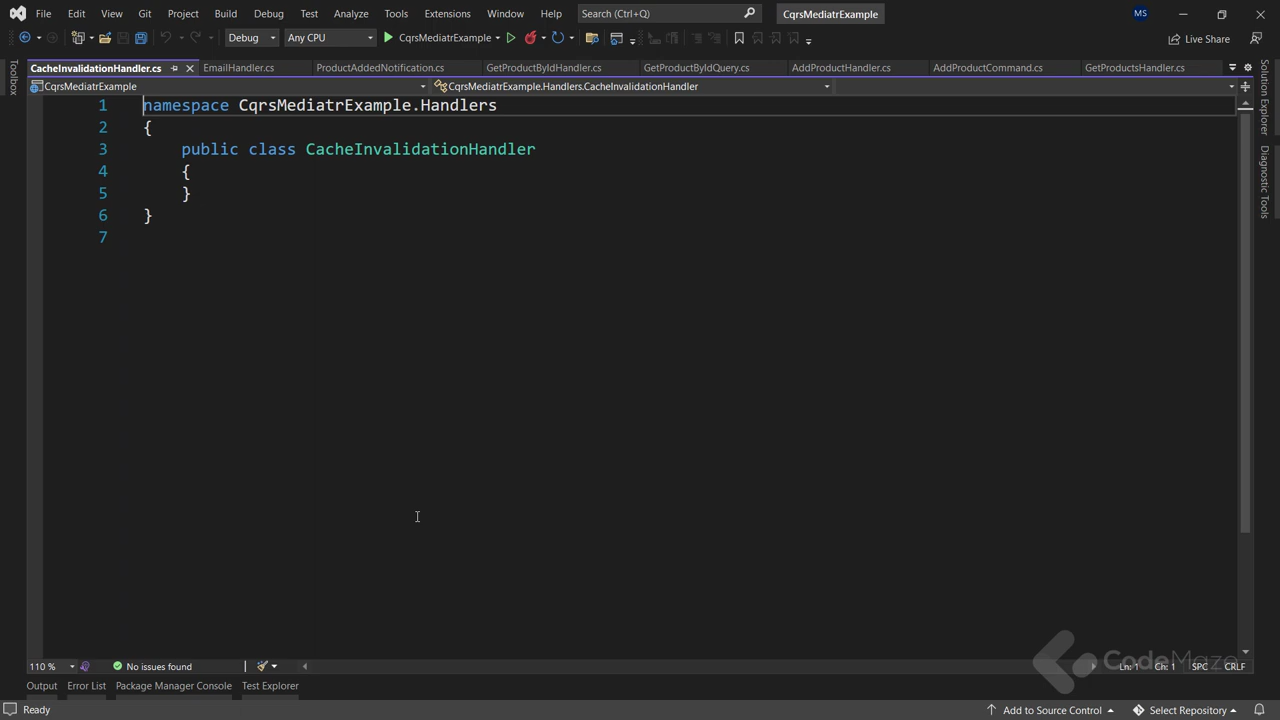 File Edit View Git Project Build Debug Test Analyze Tools Extensions Window Help Search (Ctrl+Q) CqrsMediatrExample MS
Debug Any CPU CqrsMediatrExample Live Share
CacheInvalidationHandler.cs EmailHandler.cs ProductAddedNotification.cs GetProductByIdHandler.cs GetProductByIdQuery.cs AddProductHandler.cs AddProductCommand.cs GetProductsHandler.cs
Toolbox
CqrsMediatrExample CqrsMediatrExample.Handlers.CacheInvalidationHandler
1 namespace CqrsMediatrExample.Handlers
2 {
3 public class CacheInvalidationHandler
4 {
5 }
6 }
7
Solution Explorer
Diagnostic Tools
110 % No issues found Ln: 1 Ch: 1 SPC CRLF
CodeMaze
Output Error List Package Manager Console Test Explorer
Ready Add to Source Control Select Repository